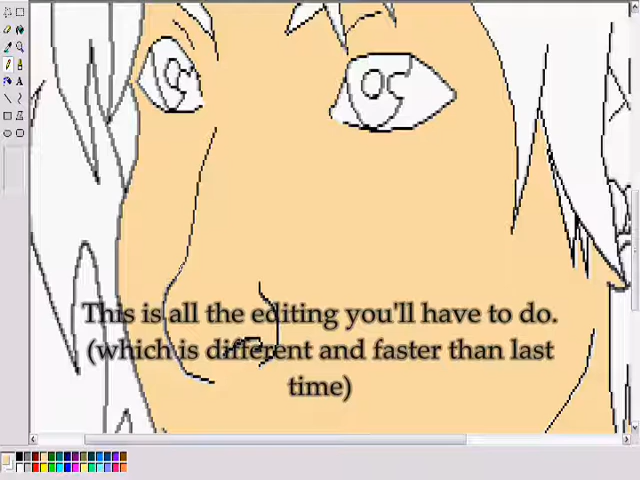 This is all the editing you'll have to do.
(which is different and faster than last
time)